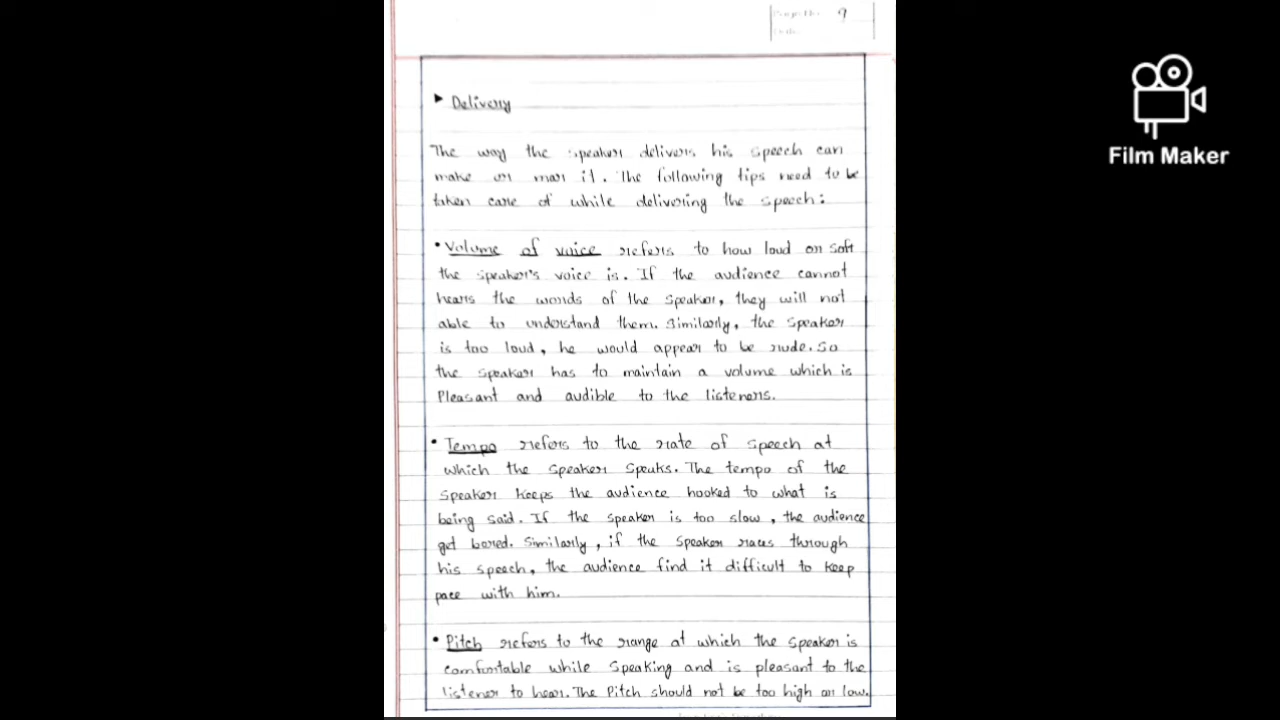 Page No. 9
Date
Delivery
The way the speaker delivers his speech can
make or mar it. The following tips need to be
taken care of while delivering the speech:
• Volume of voice refers to how loud or soft
the speaker's voice is. If the audience cannot
hears the words of the speaker, they will not
able to understand them. Similarly, the speaker
is too loud, he would appear to be rude. So
the speaker has to maintain a volume which is
Pleasant and audible to the listeners.
• Tempo refers to the rate of speech at
which the speaker speaks. The tempo of the
speaker keeps the audience hooked to what is
being said. If the speaker is too slow, the audience
get bored. Similarly, if the speaker races through
his speech, the audience find it difficult to keep
pace with him.
• Pitch refers to the range at which the speaker is
comfortable while speaking and is pleasant to the
listener to hear. The Pitch should not be too high or low.
Film Maker